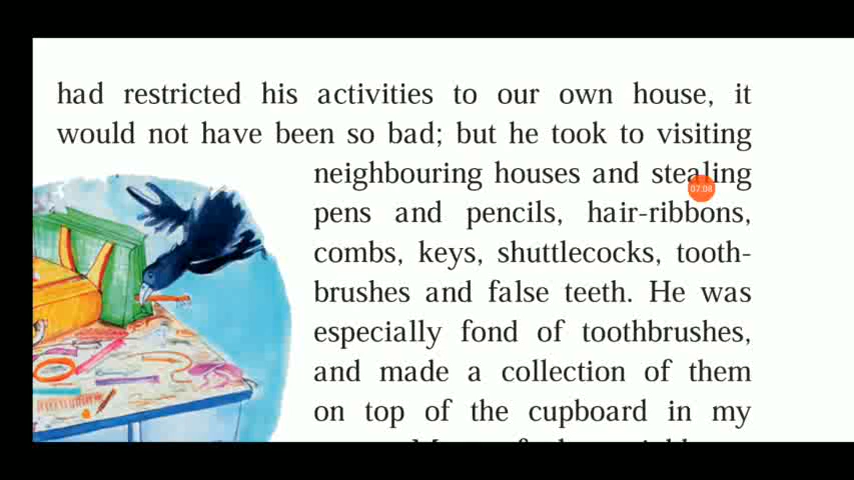 had restricted his activities to our own house, it
would not have been so bad; but he took to visiting
neighbouring houses and stealing
07:08
pens and pencils, hair-ribbons,
combs, keys, shuttlecocks, tooth-
brushes and false teeth. He was
especially fond of toothbrushes,
and made a collection of them
on top of the cupboard in my